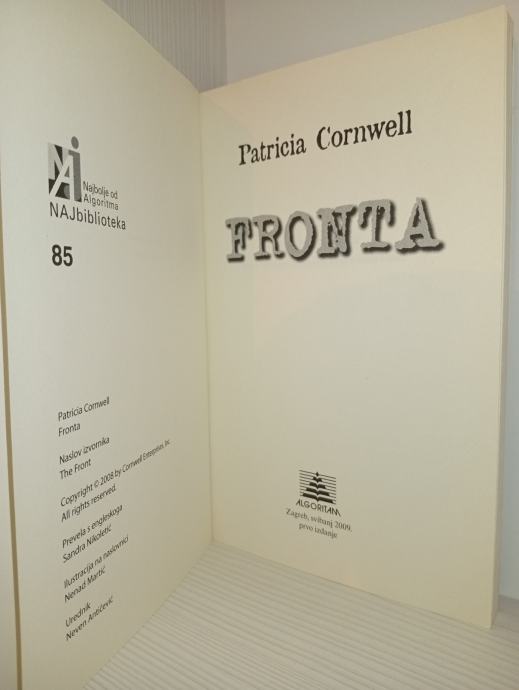 NAJ
Najbolje od
Algoritma
NAJbiblioteka
85
Patricia Cornwell
Fronta
Naslov izvornika
The Front
Copyright © 2008 by Cornwell Enterprises, Inc.
All rights reserved.
Prevela s engleskoga
Sandra Nikoletić
Ilustracija na naslovnici
Nenad Martić
Urednik
Neven Antičević
Patricia Cornwell
FRONTA
ALGORITAM
Zagreb, svibanj 2009.
prvo izdanje